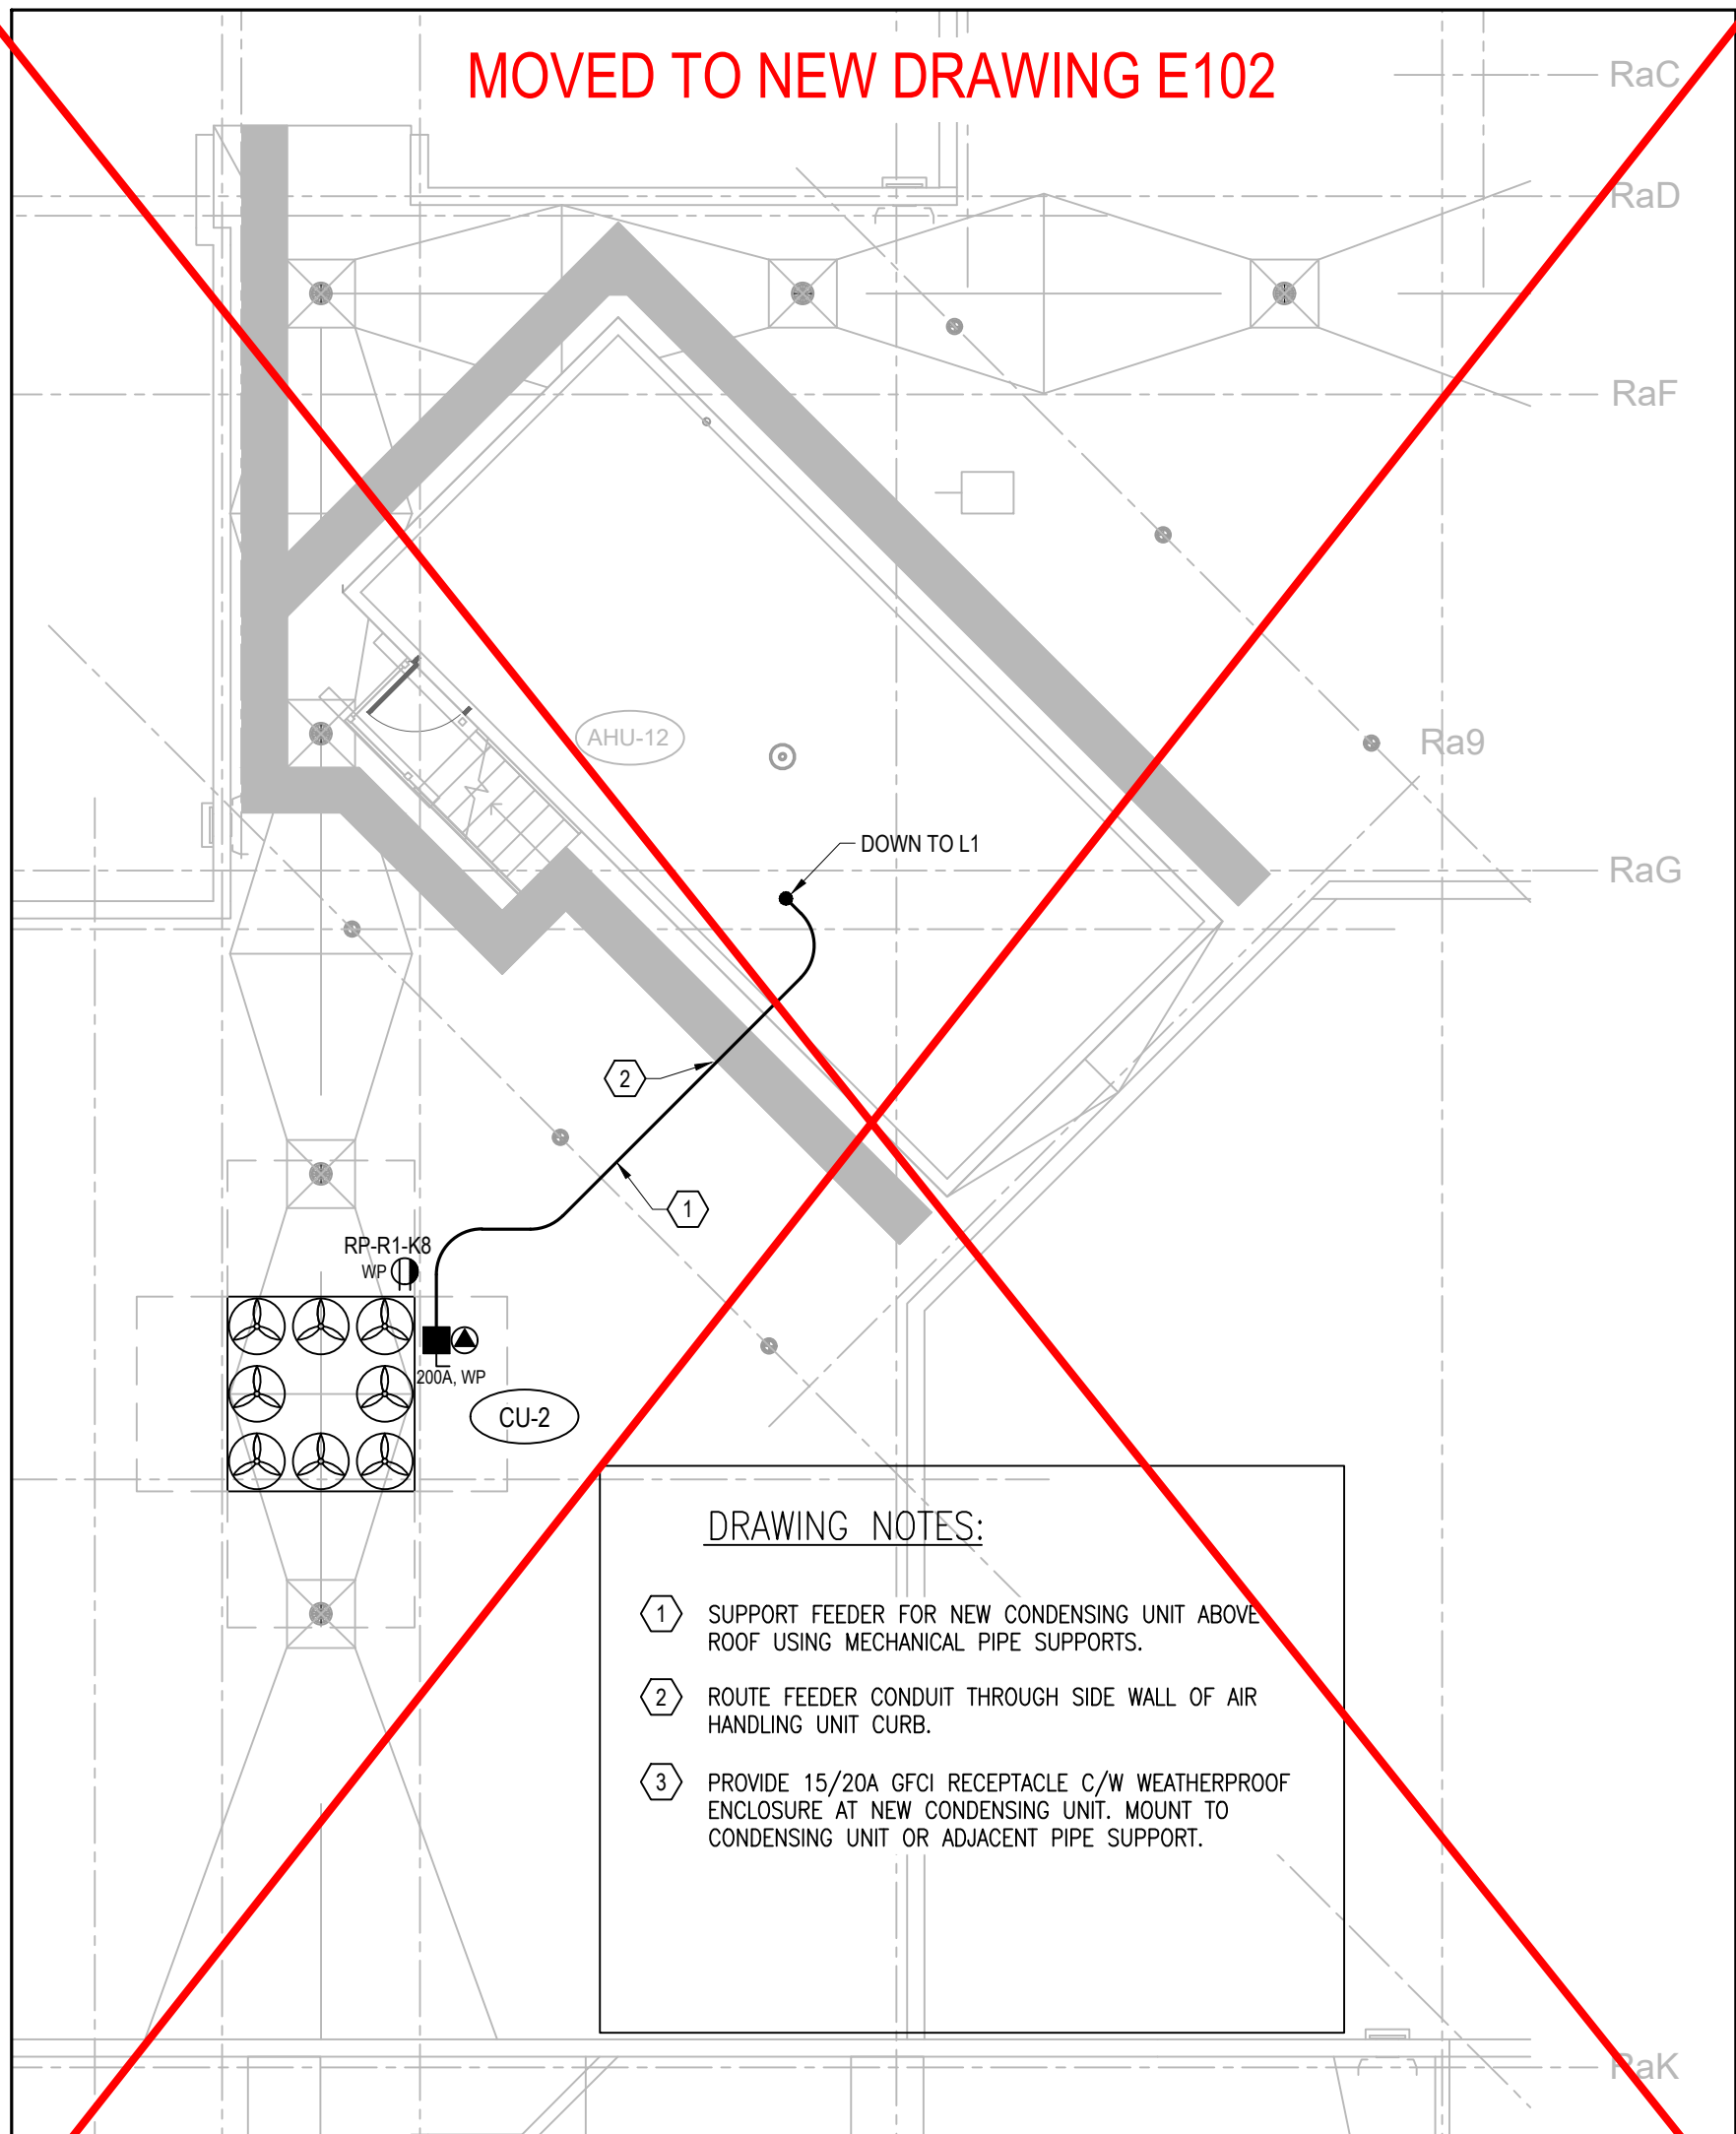 MOVED TO NEW DRAWING E102
RaC
RaD
RaF
AHU-12
Ra9
DOWN TO L1
RaG
2
1
RP-R1-K8
WP
200A, WP
CU-2
DRAWING NOTES:
1 SUPPORT FEEDER FOR NEW CONDENSING UNIT ABOVE
ROOF USING MECHANICAL PIPE SUPPORTS.
2 ROUTE FEEDER CONDUIT THROUGH SIDE WALL OF AIR
HANDLING UNIT CURB.
3 PROVIDE 15/20A GFCI RECEPTACLE C/W WEATHERPROOF
ENCLOSURE AT NEW CONDENSING UNIT. MOUNT TO
CONDENSING UNIT OR ADJACENT PIPE SUPPORT.
RaK